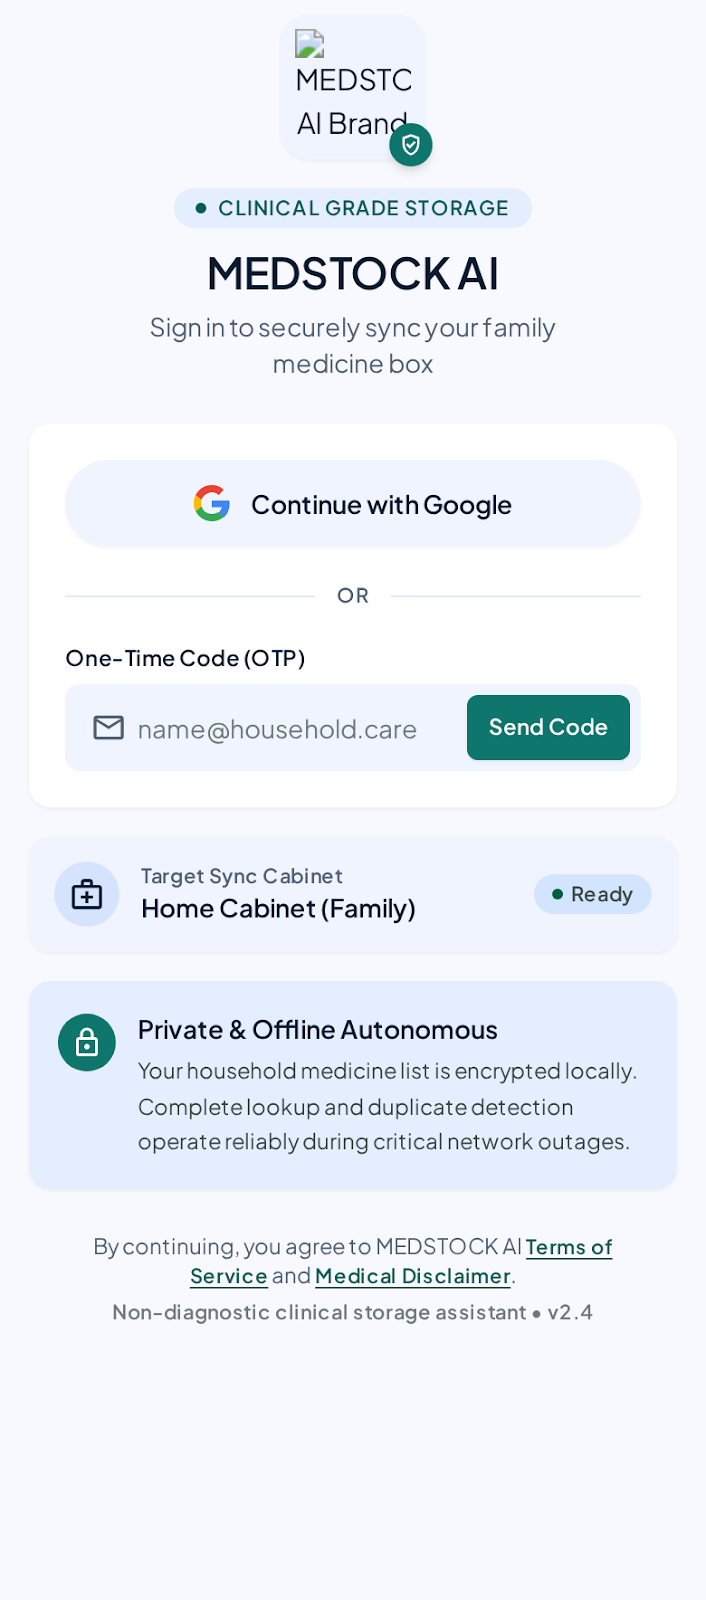 MEDSTO
AI Brand
CLINICAL GRADE STORAGE
MEDSTOCK AI
Sign in to securely sync your family
medicine box
Continue with Google
OR
One-Time Code (OTP)
name@household.care
Send Code
Target Sync Cabinet
Home Cabinet (Family)
Ready
Private & Offline Autonomous
Your household medicine list is encrypted locally.
Complete lookup and duplicate detection
operate reliably during critical network outages.
By continuing, you agree to MEDSTOCK AI Terms of
Service and Medical Disclaimer.
Non-diagnostic clinical storage assistant • v2.4